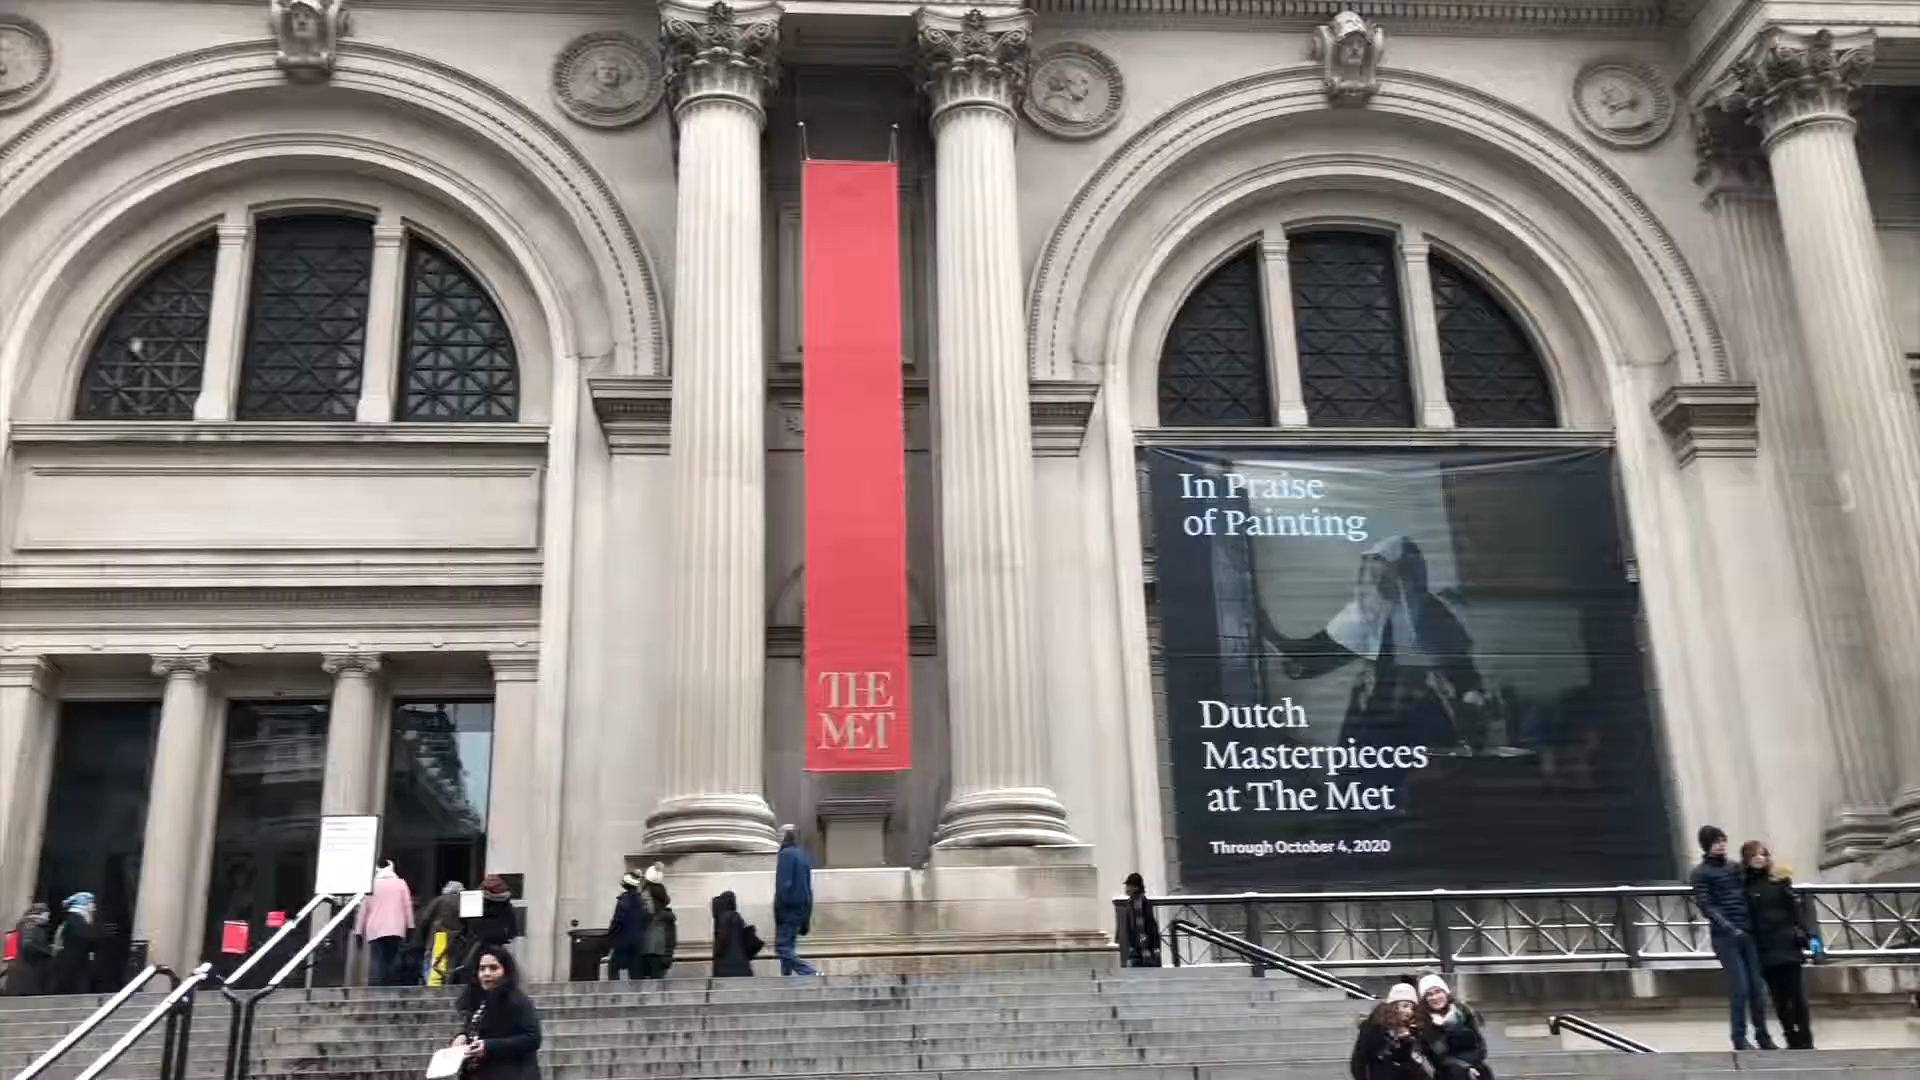 THE
MET
In Praise
of Painting
Dutch
Masterpieces
at The Met
Through October 4, 2020